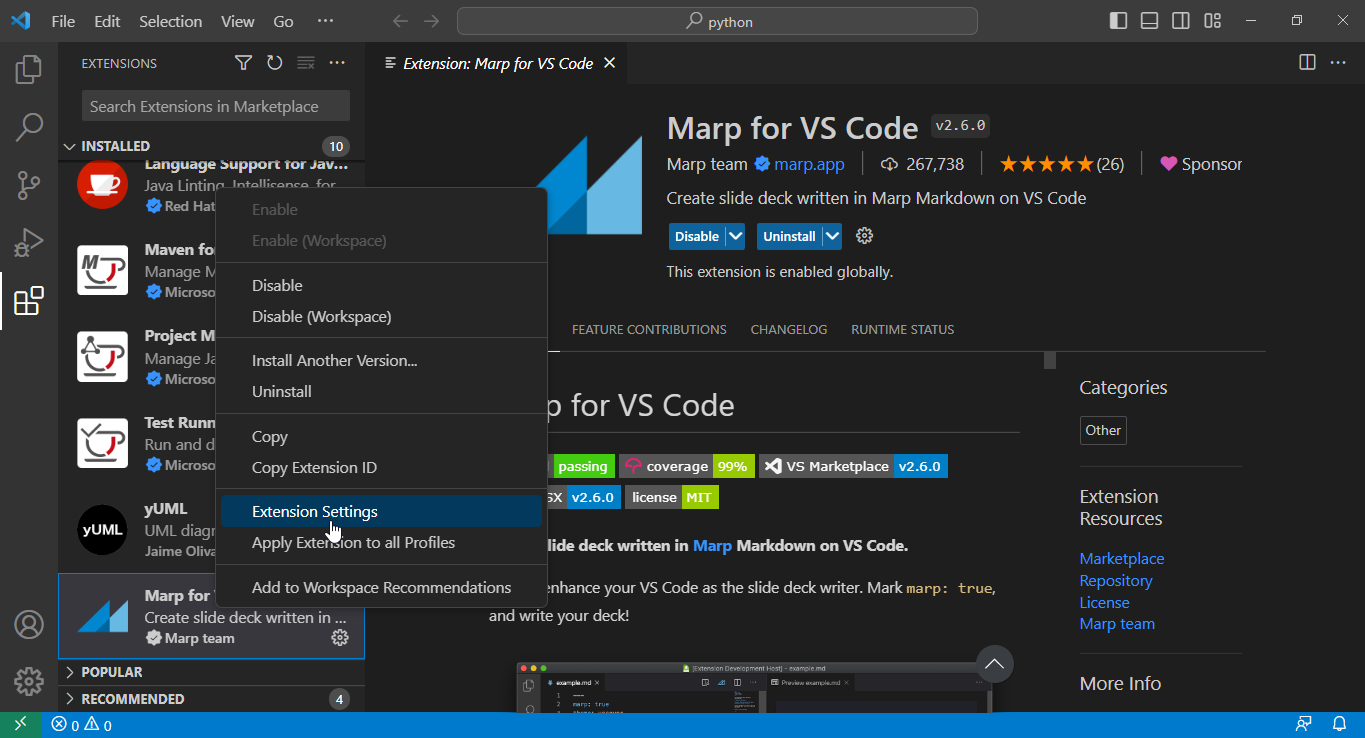 File Edit Selection View Go ···
python
EXTENSIONS
Search Extensions in Marketplace
INSTALLED 10
Language Support for Jav...
Java Linting, Intellisense, for
Red Hat
Maven fo
Manage M
Microso
Project M
Manage Ja
Microso
Test Runn
Run and d
Microso
yUML
yUML
UML diagr
Jaime Oliva
Marp for
Create slide deck written in ...
Marp team
POPULAR
RECOMMENDED 4
0 0
Enable
Enable (Workspace)
Disable
Disable (Workspace)
Install Another Version...
Uninstall
Copy
Copy Extension ID
Extension Settings
Apply Extension to all Profiles
Add to Workspace Recommendations
Extension: Marp for VS Code
Marp for VS Code v2.6.0
Marp team marp.app 267,738 (26) Sponsor
Create slide deck written in Marp Markdown on VS Code
Disable Uninstall
This extension is enabled globally.
FEATURE CONTRIBUTIONS CHANGELOG RUNTIME STATUS
p for VS Code
passing coverage 99% VS Marketplace v2.6.0
SX v2.6.0 license MIT
lide deck written in Marp Markdown on VS Code.
enhance your VS Code as the slide deck writer. Mark marp: true,
and write your deck!
[Extension Development Host] - example.md
example.md Preview example.md
1 ---
2 marp: true
Categories
Other
Extension
Resources
Marketplace
Repository
License
Marp team
More Info